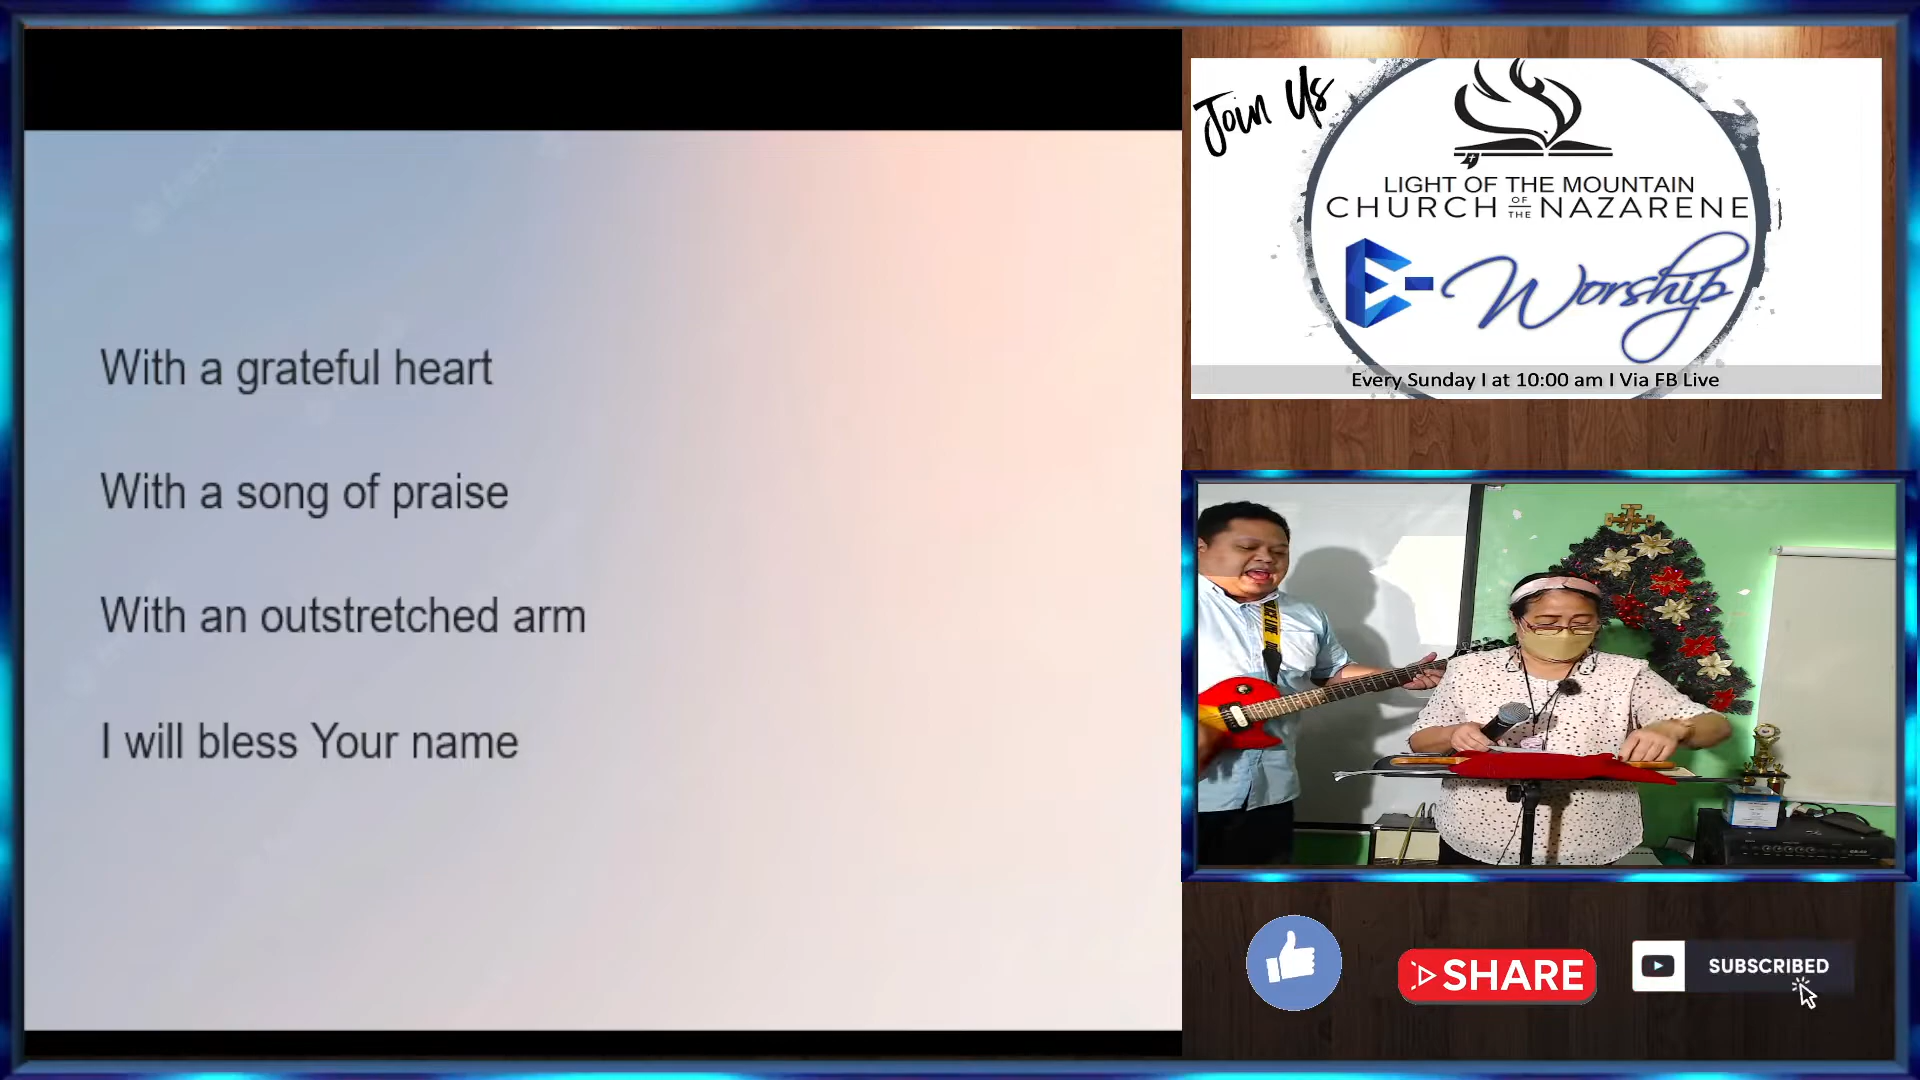 With a grateful heart
With a song of praise
With an outstretched arm
I will bless Your name
Join Us
LIGHT OF THE MOUNTAIN
CHURCH OF THE NAZARENE
E-Worship
Every Sunday I at 10:00 am I Via FB Live
SHARE
SUBSCRIBED